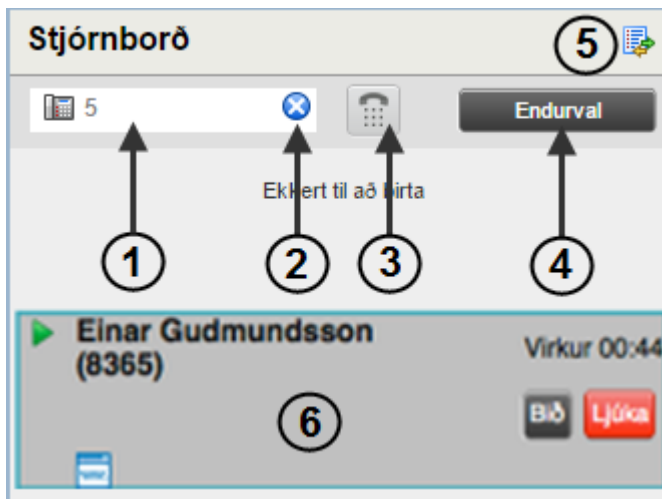 Stjórnborð
5
5
Endurval
Ekkert til að birta
1
2
3
4
Einar Gudmundsson
(8365)
Virkur 00:44
Bið
Ljúka
6